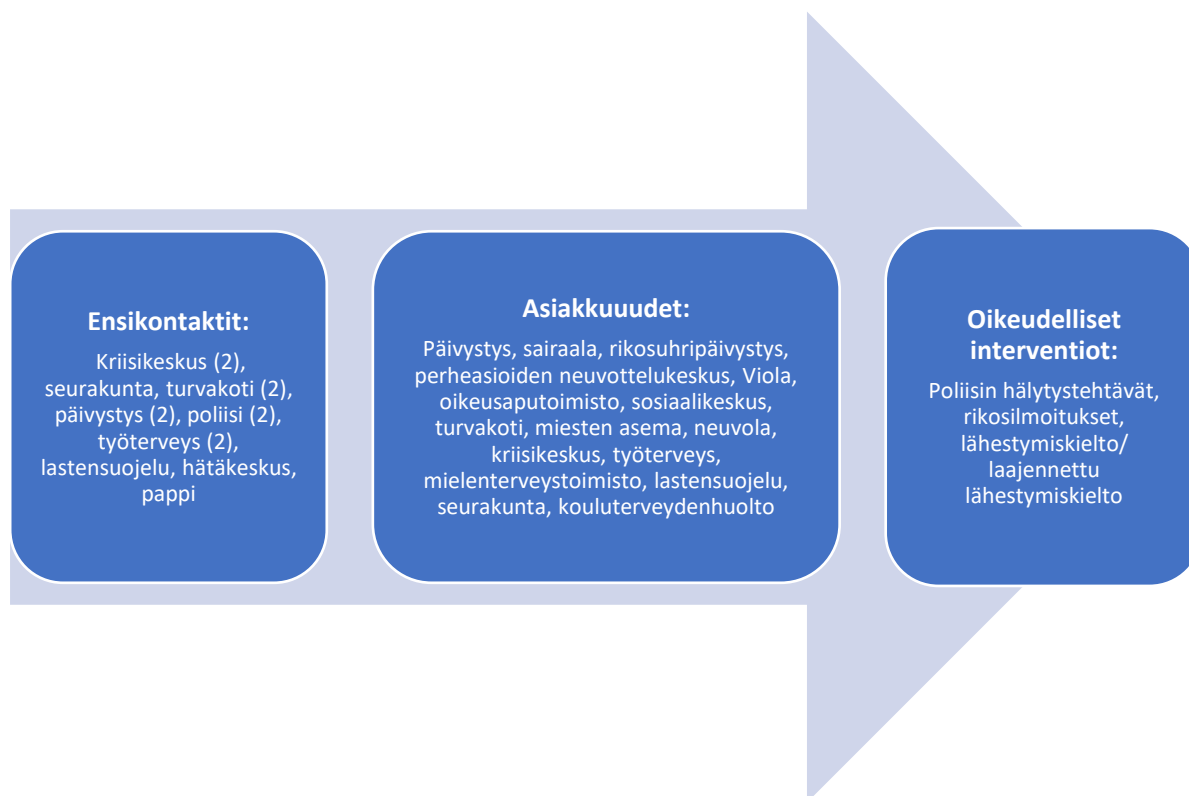 Ensikontaktit:
Kriisikeskus (2),
seurakunta, turvakoti (2),
päivystys (2), poliisi (2),
työterveys (2),
lastensuojelu, hätäkeskus,
pappi
Asiakkuuudet:
Päivystys, sairaala, rikosuhripäivystys,
perheasioiden neuvottelukeskus, Viola,
oikeusaputoimisto, sosiaalikeskus,
turvakoti, miesten asema, neuvola,
kriisikeskus, työterveys,
mielenterveystoimisto, lastensuojelu,
seurakunta, kouluterveydenhuolto
Oikeudelliset
interventiot:
Poliisin hälytystehtävät,
rikosilmoitukset,
lähestymiskielto/
laajennettu
lähestymiskielto